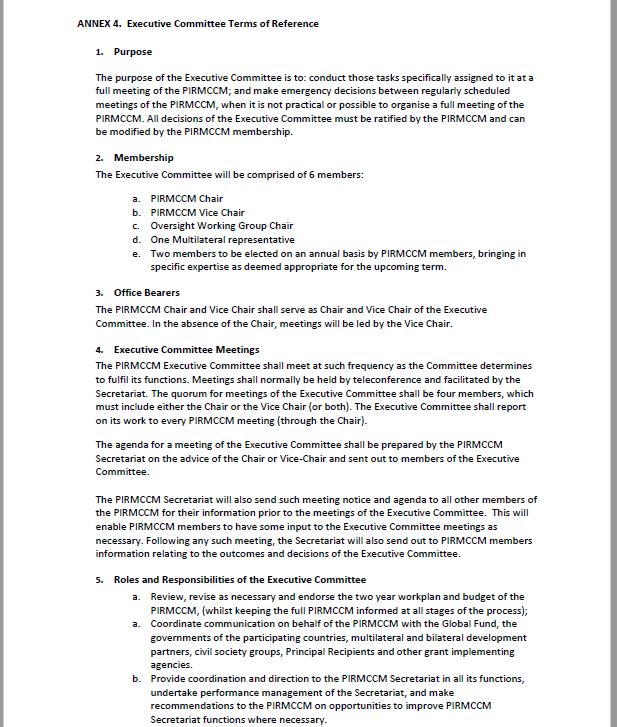 ANNEX 4. Executive Committee Terms of Reference
1. Purpose
The purpose of the Executive Committee is to: conduct those tasks specifically assigned to it at a
full meeting of the PIRMCCM; and make emergency decisions between regularly scheduled
meetings of the PIRMCCM, when it is not practical or possible to organise a full meeting of the
PIRMCCM. All decisions of the Executive Committee must be ratified by the PIRMCCM and can
be modified by the PIRMCCM membership.
2. Membership
The Executive Committee will be comprised of 6 members:
a. PIRMCCM Chair
b. PIRMCCM Vice Chair
c. Oversight Working Group Chair
d. One Multilateral representative
e. Two members to be elected on an annual basis by PIRMCCM members, bringing in
specific expertise as deemed appropriate for the upcoming term.
3. Office Bearers
The PIRMCCM Chair and Vice Chair shall serve as Chair and Vice Chair of the Executive
Committee. In the absence of the Chair, meetings will be led by the Vice Chair.
4. Executive Committee Meetings
The PIRMCCM Executive Committee shall meet at such frequency as the Committee determines
to fulfil its functions. Meetings shall normally be held by teleconference and facilitated by the
Secretariat. The quorum for meetings of the Executive Committee shall be four members, which
must include either the Chair or the Vice Chair (or both). The Executive Committee shall report
on its work to every PIRMCCM meeting (through the Chair).
The agenda for a meeting of the Executive Committee shall be prepared by the PIRMCCM
Secretariat on the advice of the Chair or Vice-Chair and sent out to members of the Executive
Committee.
The PIRMCCM Secretariat will also send such meeting notice and agenda to all other members of
the PIRMCCM for their information prior to the meetings of the Executive Committee. This will
enable PIRMCCM members to have some input to the Executive Committee meetings as
necessary. Following any such meeting, the Secretariat will also send out to PIRMCCM members
information relating to the outcomes and decisions of the Executive Committee.
5. Roles and Responsibilities of the Executive Committee
a. Review, revise as necessary and endorse the two year workplan and budget of the
PIRMCCM, (whilst keeping the full PIRMCCM informed at all stages of the process);
a. Coordinate communication on behalf of the PIRMCCM with the Global Fund, the
governments of the participating countries, multilateral and bilateral development
partners, civil society groups, Principal Recipients and other grant implementing
agencies.
b. Provide coordination and direction to the PIRMCCM Secretariat in all its functions,
undertake performance management of the Secretariat, and make
recommendations to the PIRMCCM on opportunities to improve PIRMCCM
Secretariat functions where necessary.